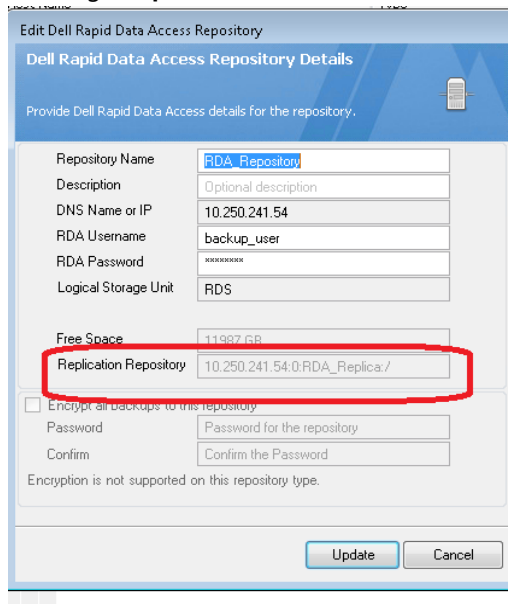 Edit Dell Rapid Data Access Repository
Dell Rapid Data Access Repository Details
Provide Dell Rapid Data Access details for the repository.
Repository Name RDA_Repository
Description Optional description
DNS Name or IP 10.250.241.54
RDA Username backup_user
RDA Password ********
Logical Storage Unit RDS
Free Space 11987 GB
Replication Repository 10.250.241.54:0:RDA_Replica:/
Encrypt all backups to this repository
Password Password for the repository
Confirm Confirm the Password
Encryption is not supported on this repository type.
Update Cancel